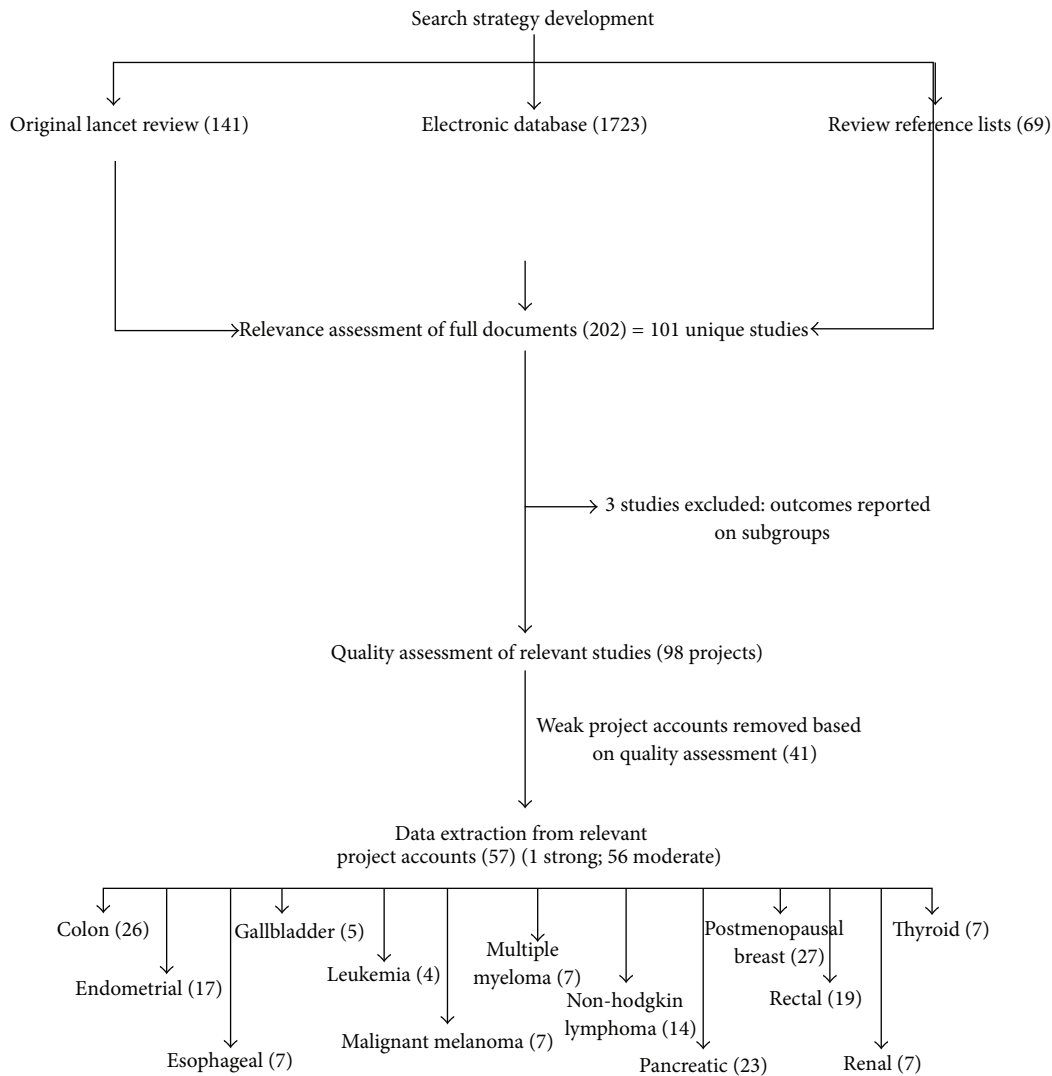 Search strategy development
Original lancet review (141)
Electronic database (1723)
Review reference lists (69)
Relevance assessment of full documents (202) = 101 unique studies
3 studies excluded: outcomes reported
on subgroups
Quality assessment of relevant studies (98 projects)
Weak project accounts removed based
on quality assessment (41)
Data extraction from relevant
project accounts (57) (1 strong; 56 moderate)
Colon (26)
Endometrial (17)
Esophageal (7)
Gallbladder (5)
Leukemia (4)
Malignant melanoma (7)
Multiple
myeloma (7)
Non-hodgkin
lymphoma (14)
Pancreatic (23)
Postmenopausal
breast (27)
Rectal (19)
Renal (7)
Thyroid (7)